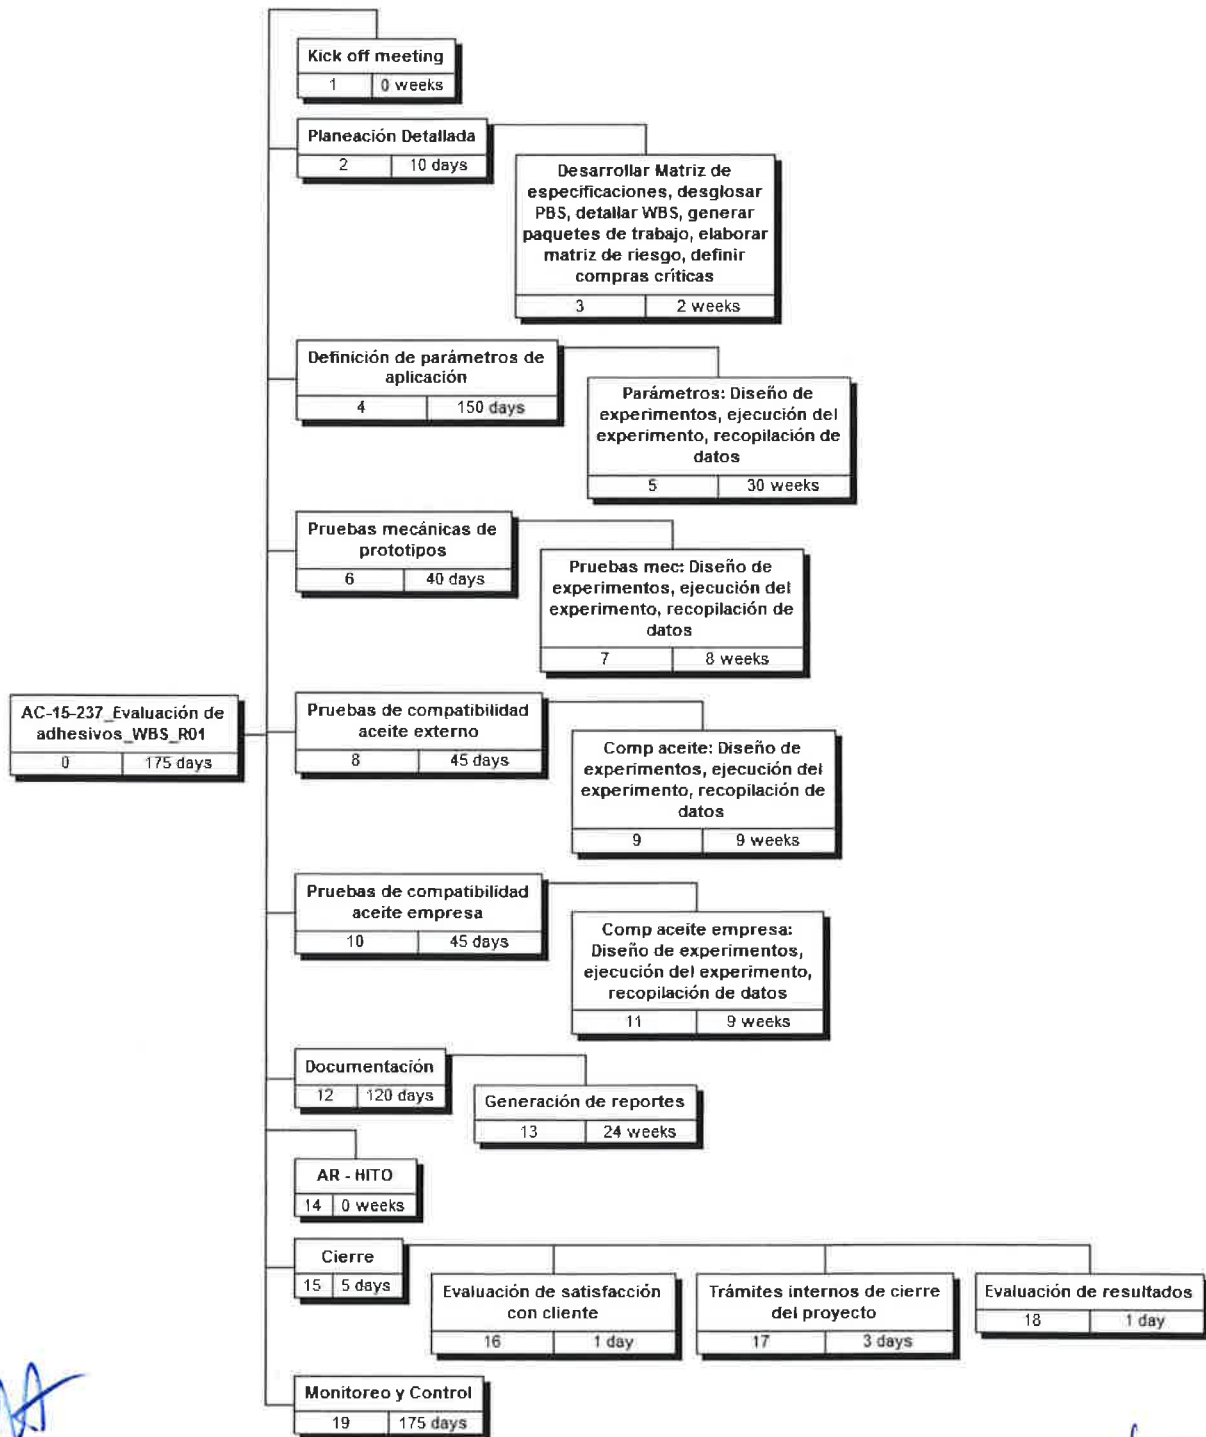 Kick off meeting
1 0 weeks
Planeación Detallada
2 10 days
Desarrollar Matriz de
especificaciones, desglosar
PBS, detallar WBS, generar
paquetes de trabajo, elaborar
matriz de riesgo, definir
compras críticas
3 2 weeks
Definición de parámetros de
aplicación
4 150 days
Parámetros: Diseño de
experimentos, ejecución del
experimento, recopilación de
datos
5 30 weeks
Pruebas mecánicas de
prototipos
6 40 days
Pruebas mec: Diseño de
experimentos, ejecución del
experimento, recopilación de
datos
7 8 weeks
AC-15-237_Evaluación de
adhesivos_WBS_R01
0 175 days
Pruebas de compatibilidad
aceite externo
8 45 days
Comp aceite: Diseño de
experimentos, ejecución del
experimento, recopilación de
datos
9 9 weeks
Pruebas de compatibilidad
aceite empresa
10 45 days
Comp aceite empresa:
Diseño de experimentos,
ejecución del experimento,
recopilación de datos
11 9 weeks
Documentación
12 120 days
Generación de reportes
13 24 weeks
AR - HITO
14 0 weeks
Cierre
15 5 days
Evaluación de satisfacción
con cliente
16 1 day
Trámites internos de cierre
del proyecto
17 3 days
Evaluación de resultados
18 1 day
Monitoreo y Control
19 175 days